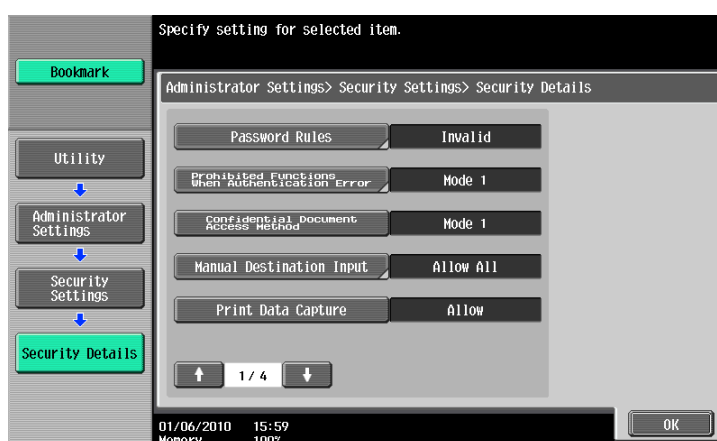 Specify setting for selected item.
Bookmark
Administrator Settings> Security Settings> Security Details
Password Rules
Invalid
Utility
Prohibited Functions
When Authentication Error
Mode 1
Administrator
Settings
Confidential Document
Access Method
Mode 1
Manual Destination Input
Allow All
Security
Settings
Print Data Capture
Allow
Security Details
1/ 4
01/06/2010 15:59
Memory 100%
OK